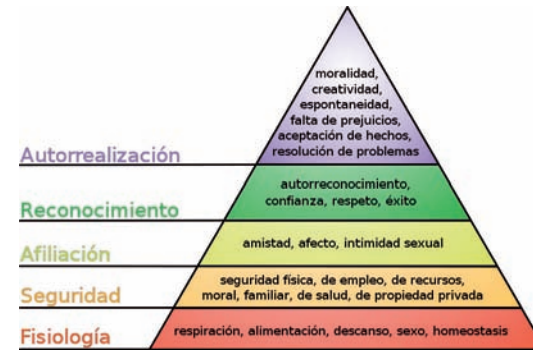 moralidad,
creatividad,
espontaneidad,
falta de prejuicios,
aceptación de hechos,
resolución de problemas
Autorrealización
autorreconocimiento,
confianza, respeto, éxito
Reconocimiento
amistad, afecto, intimidad sexual
Afiliación
seguridad física, de empleo, de recursos,
moral, familiar, de salud, de propiedad privada
Seguridad
respiración, alimentación, descanso, sexo, homeostasis
Fisiología